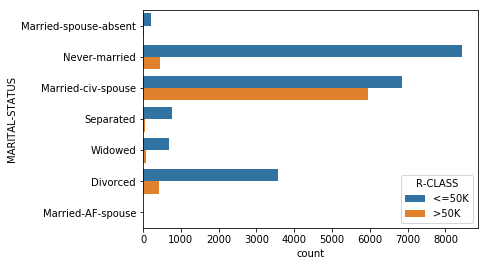 MARITAL-STATUS
Married-spouse-absent
Never-married
Married-civ-spouse
Separated
Widowed
Divorced
Married-AF-spouse
R-CLASS
<=50K
>50K
0 1000 2000 3000 4000 5000 6000 7000 8000
count